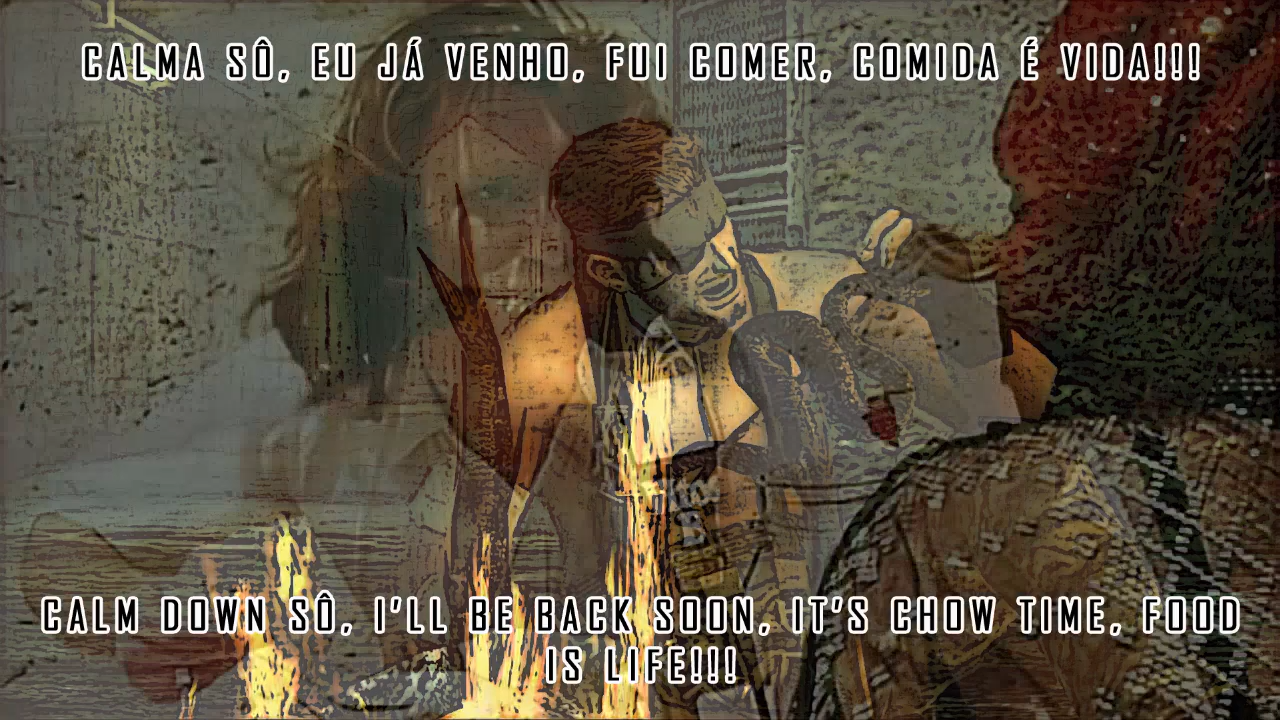 CALMA SÔ, EU JÁ VENHO, FUI COMER, COMIDA É VIDA!!!
CALM DOWN SÔ, I'LL BE BACK SOON, IT'S CHOW TIME, FOOD
IS LIFE!!!